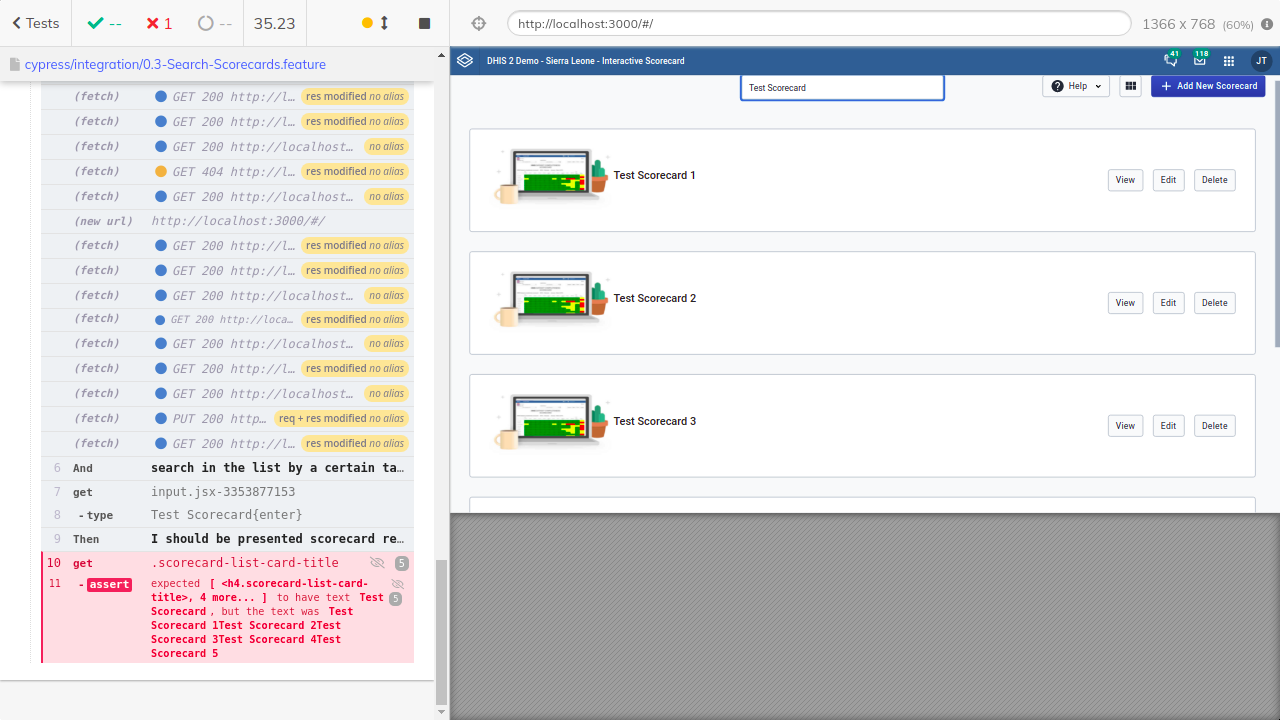 Tests
--
1
--
35.23
http://localhost:3000/#/
1366 x 768 (60%)
cypress/integration/0.3-Search-Scorecards.feature
(fetch) GET 200 http://l… res modified no alias
(fetch) GET 200 http://l… res modified no alias
(fetch) GET 200 http://localhost… no alias
(fetch) GET 404 http://l… res modified no alias
(fetch) GET 200 http://localhost… no alias
(new url) http://localhost:3000/#/
(fetch) GET 200 http://l… res modified no alias
(fetch) GET 200 http://l… res modified no alias
(fetch) GET 200 http://localhost… no alias
(fetch) GET 200 http://loca… res modified no alias
(fetch) GET 200 http://localhost… no alias
(fetch) GET 200 http://l… res modified no alias
(fetch) GET 200 http://localhost… no alias
(fetch) PUT 200 http… req + res modified no alias
(fetch) GET 200 http://l… res modified no alias
6 And search in the list by a certain ta…
7 get input.jsx-3353877153
8 -type Test Scorecard{enter}
9 Then I should be presented scorecard re…
10 get .scorecard-list-card-title 5
11 -assert expected [ <h4.scorecard-list-card-
title>, 4 more... ] to have text Test 5
Scorecard , but the text was Test
Scorecard 1Test Scorecard 2Test
Scorecard 3Test Scorecard 4Test
Scorecard 5
DHIS 2 Demo - Sierra Leone - Interactive Scorecard
41
118
JT
Test Scorecard
Help
Add New Scorecard
Test Scorecard 1
View Edit Delete
Test Scorecard 2
View Edit Delete
Test Scorecard 3
View Edit Delete